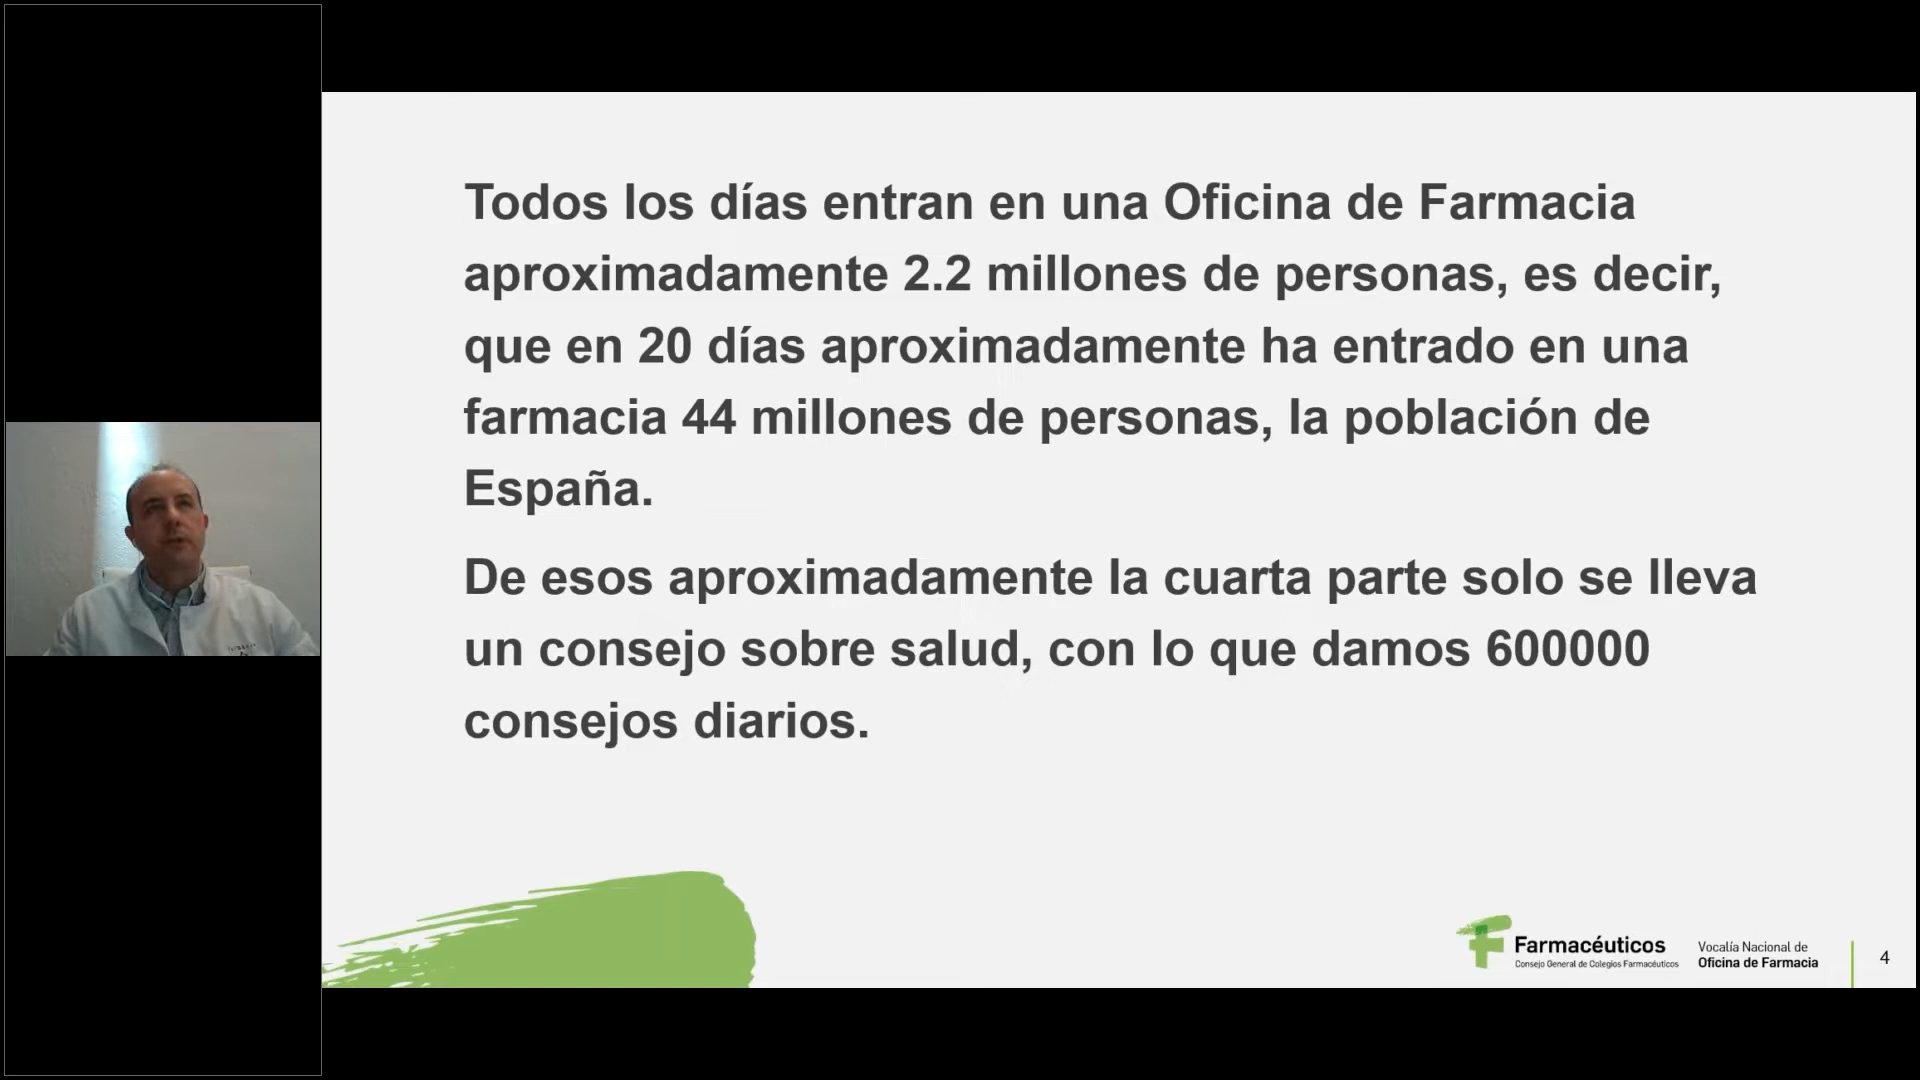 Todos los días entran en una Oficina de Farmacia
aproximadamente 2.2 millones de personas, es decir,
que en 20 días aproximadamente ha entrado en una
farmacia 44 millones de personas, la población de
España.
De esos aproximadamente la cuarta parte solo se lleva
un consejo sobre salud, con lo que damos 600000
consejos diarios.
Farmacéuticos
Consejo General de Colegios Farmacéuticos
Vocalía Nacional de
Oficina de Farmacia
4